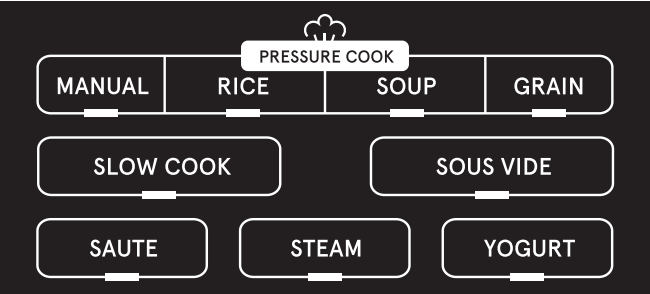 PRESSURE COOK
MANUAL RICE SOUP GRAIN
SLOW COOK SOUS VIDE
SAUTE STEAM YOGURT